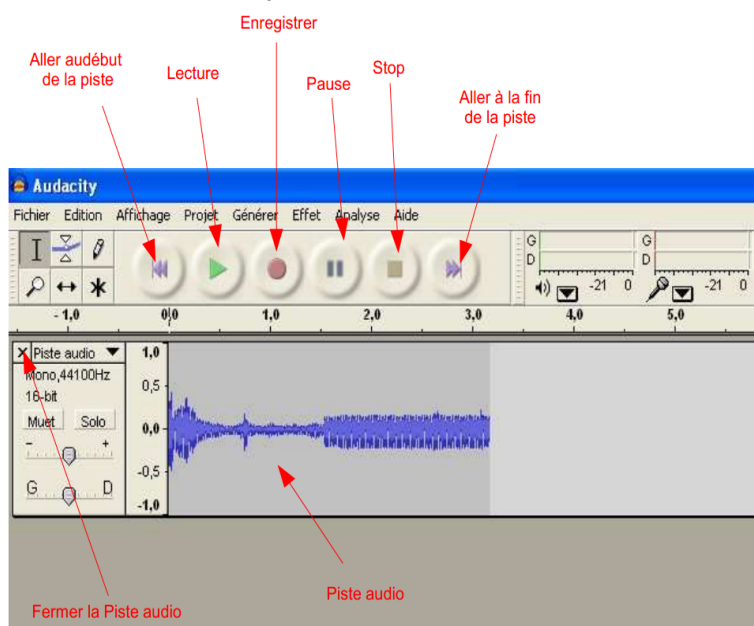 Enregistrer
Aller audébut
de la piste
Lecture
Pause
Stop
Aller à la fin
de la piste
Audacity
Fichier Edition Affichage Projet Générer Effet Analyse Aide
G
D
-21 0
G
D
-21 0
- 1,0 0,0 1,0 2,0 3,0 4,0 5,0
X Piste audio
Mono,44100Hz
16-bit
Muet Solo
- +
G D
1,0
0,5
0,0
-0,5
-1,0
Piste audio
Fermer la Piste audio